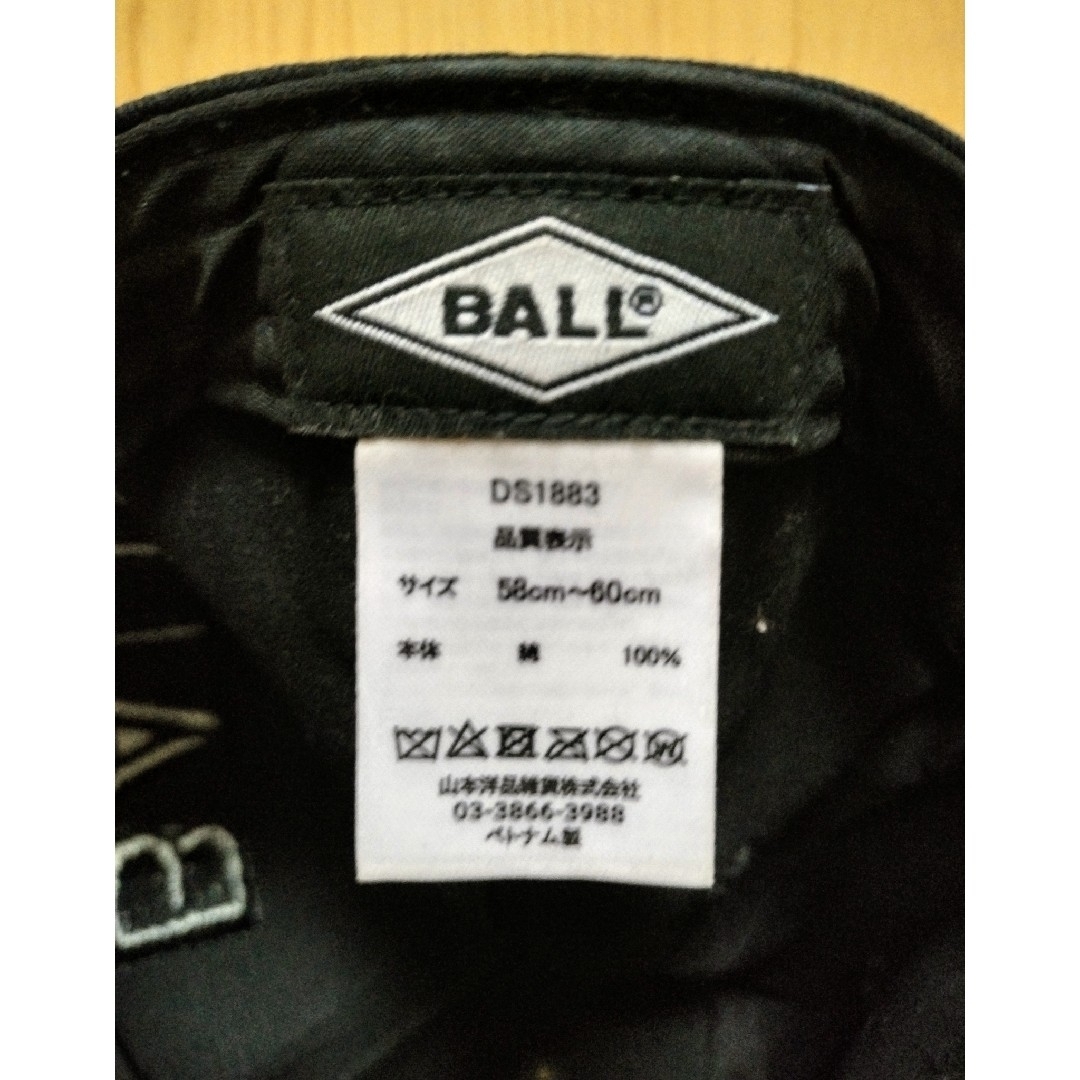 BALL®
DS1883
品質表示
サイズ 58cm~60cm
本体 綿 100%
山本洋品雑貨株式会社
03-3866-3988
ベトナム製
B